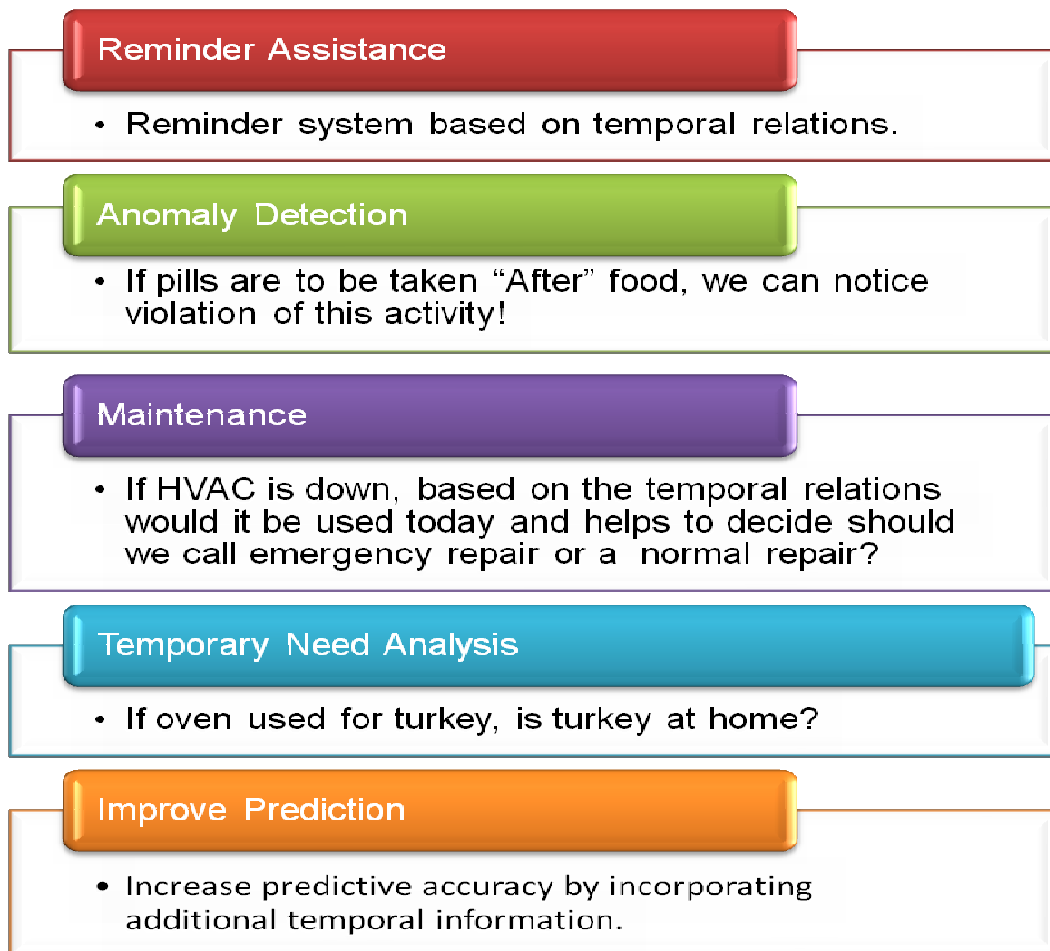 Reminder Assistance
• Reminder system based on temporal relations.
Anomaly Detection
• If pills are to be taken “After” food, we can notice
violation of this activity!
Maintenance
• If HVAC is down, based on the temporal relations
would it be used today and helps to decide should
we call emergency repair or a normal repair?
Temporary Need Analysis
• If oven used for turkey, is turkey at home?
Improve Prediction
• Increase predictive accuracy by incorporating
additional temporal information.